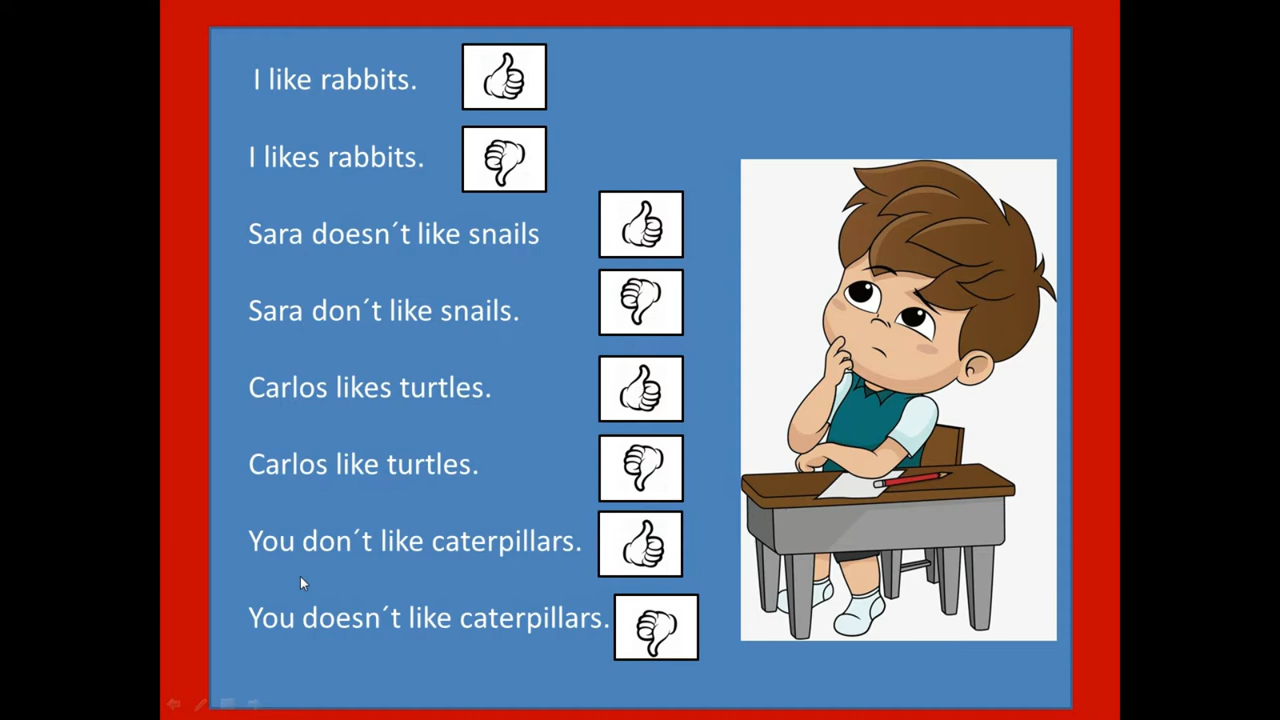 I like rabbits.
I likes rabbits.
Sara doesn´t like snails
Sara don´t like snails.
Carlos likes turtles.
Carlos like turtles.
You don´t like caterpillars.
You doesn´t like caterpillars.